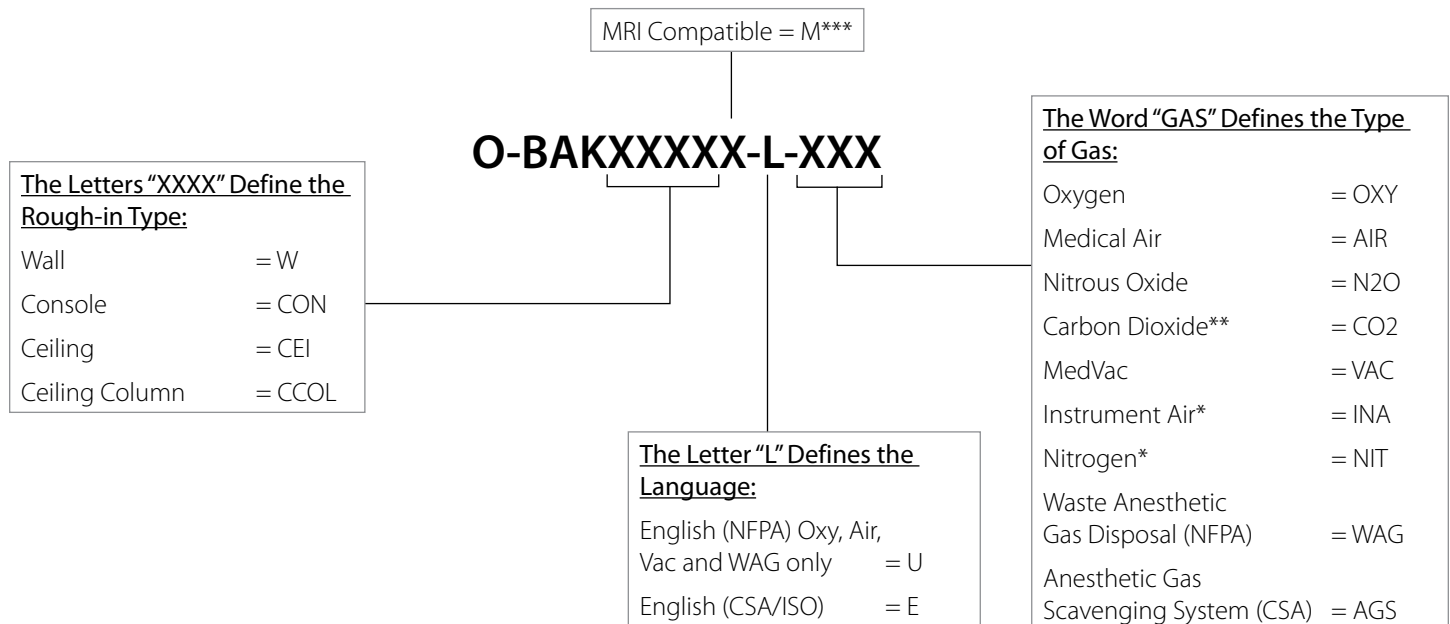 MRI Compatible = M***
O-BAKXXXXX-L-XXX
The Letters “XXXX” Define the
Rough-in Type:
Wall = W
Console = CON
Ceiling = CEI
Ceiling Column = CCOL
The Letter “L” Defines the
Language:
English (NFPA) Oxy, Air,
Vac and WAG only = U
English (CSA/ISO) = E
The Word “GAS” Defines the Type
of Gas:
Oxygen = OXY
Medical Air = AIR
Nitrous Oxide = N2O
Carbon Dioxide** = CO2
MedVac = VAC
Instrument Air* = INA
Nitrogen* = NIT
Waste Anesthetic
Gas Disposal (NFPA) = WAG
Anesthetic Gas
Scavenging System (CSA) = AGS